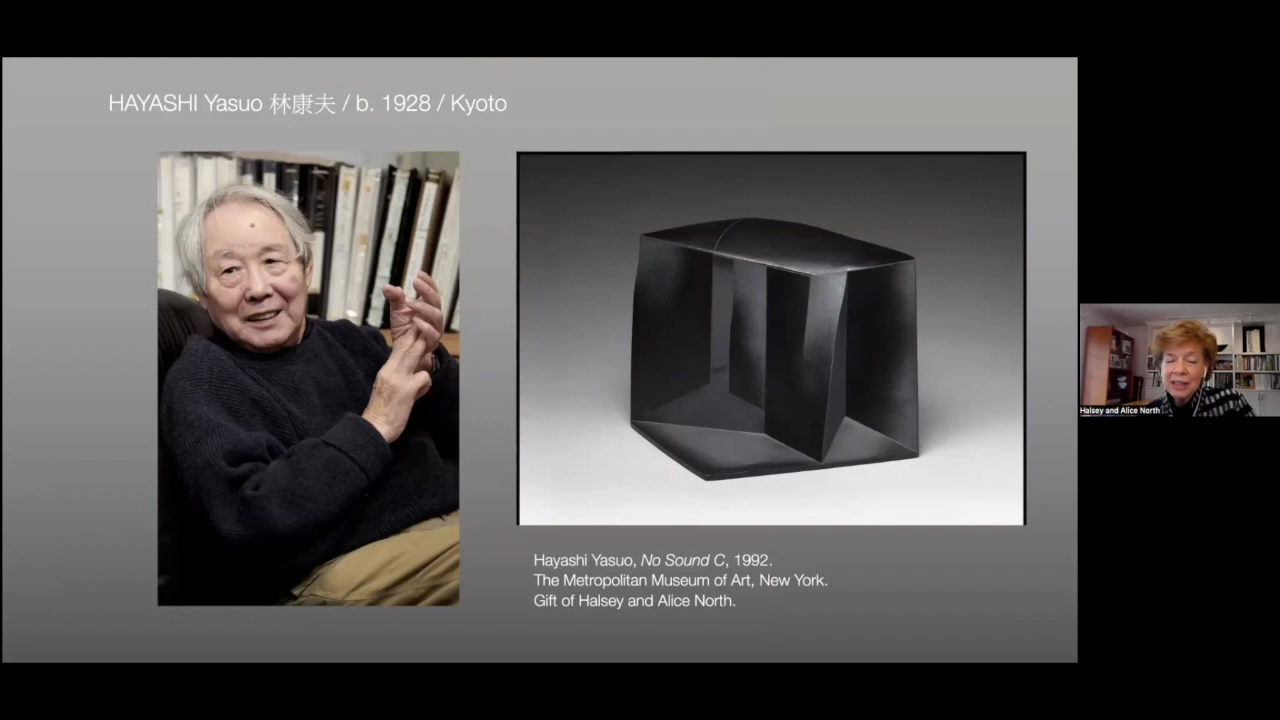 HAYASHI Yasuo 林康夫 / b. 1928 / Kyoto
Hayashi Yasuo, No Sound C, 1992.
The Metropolitan Museum of Art, New York.
Gift of Halsey and Alice North.
Halsey and Alice North